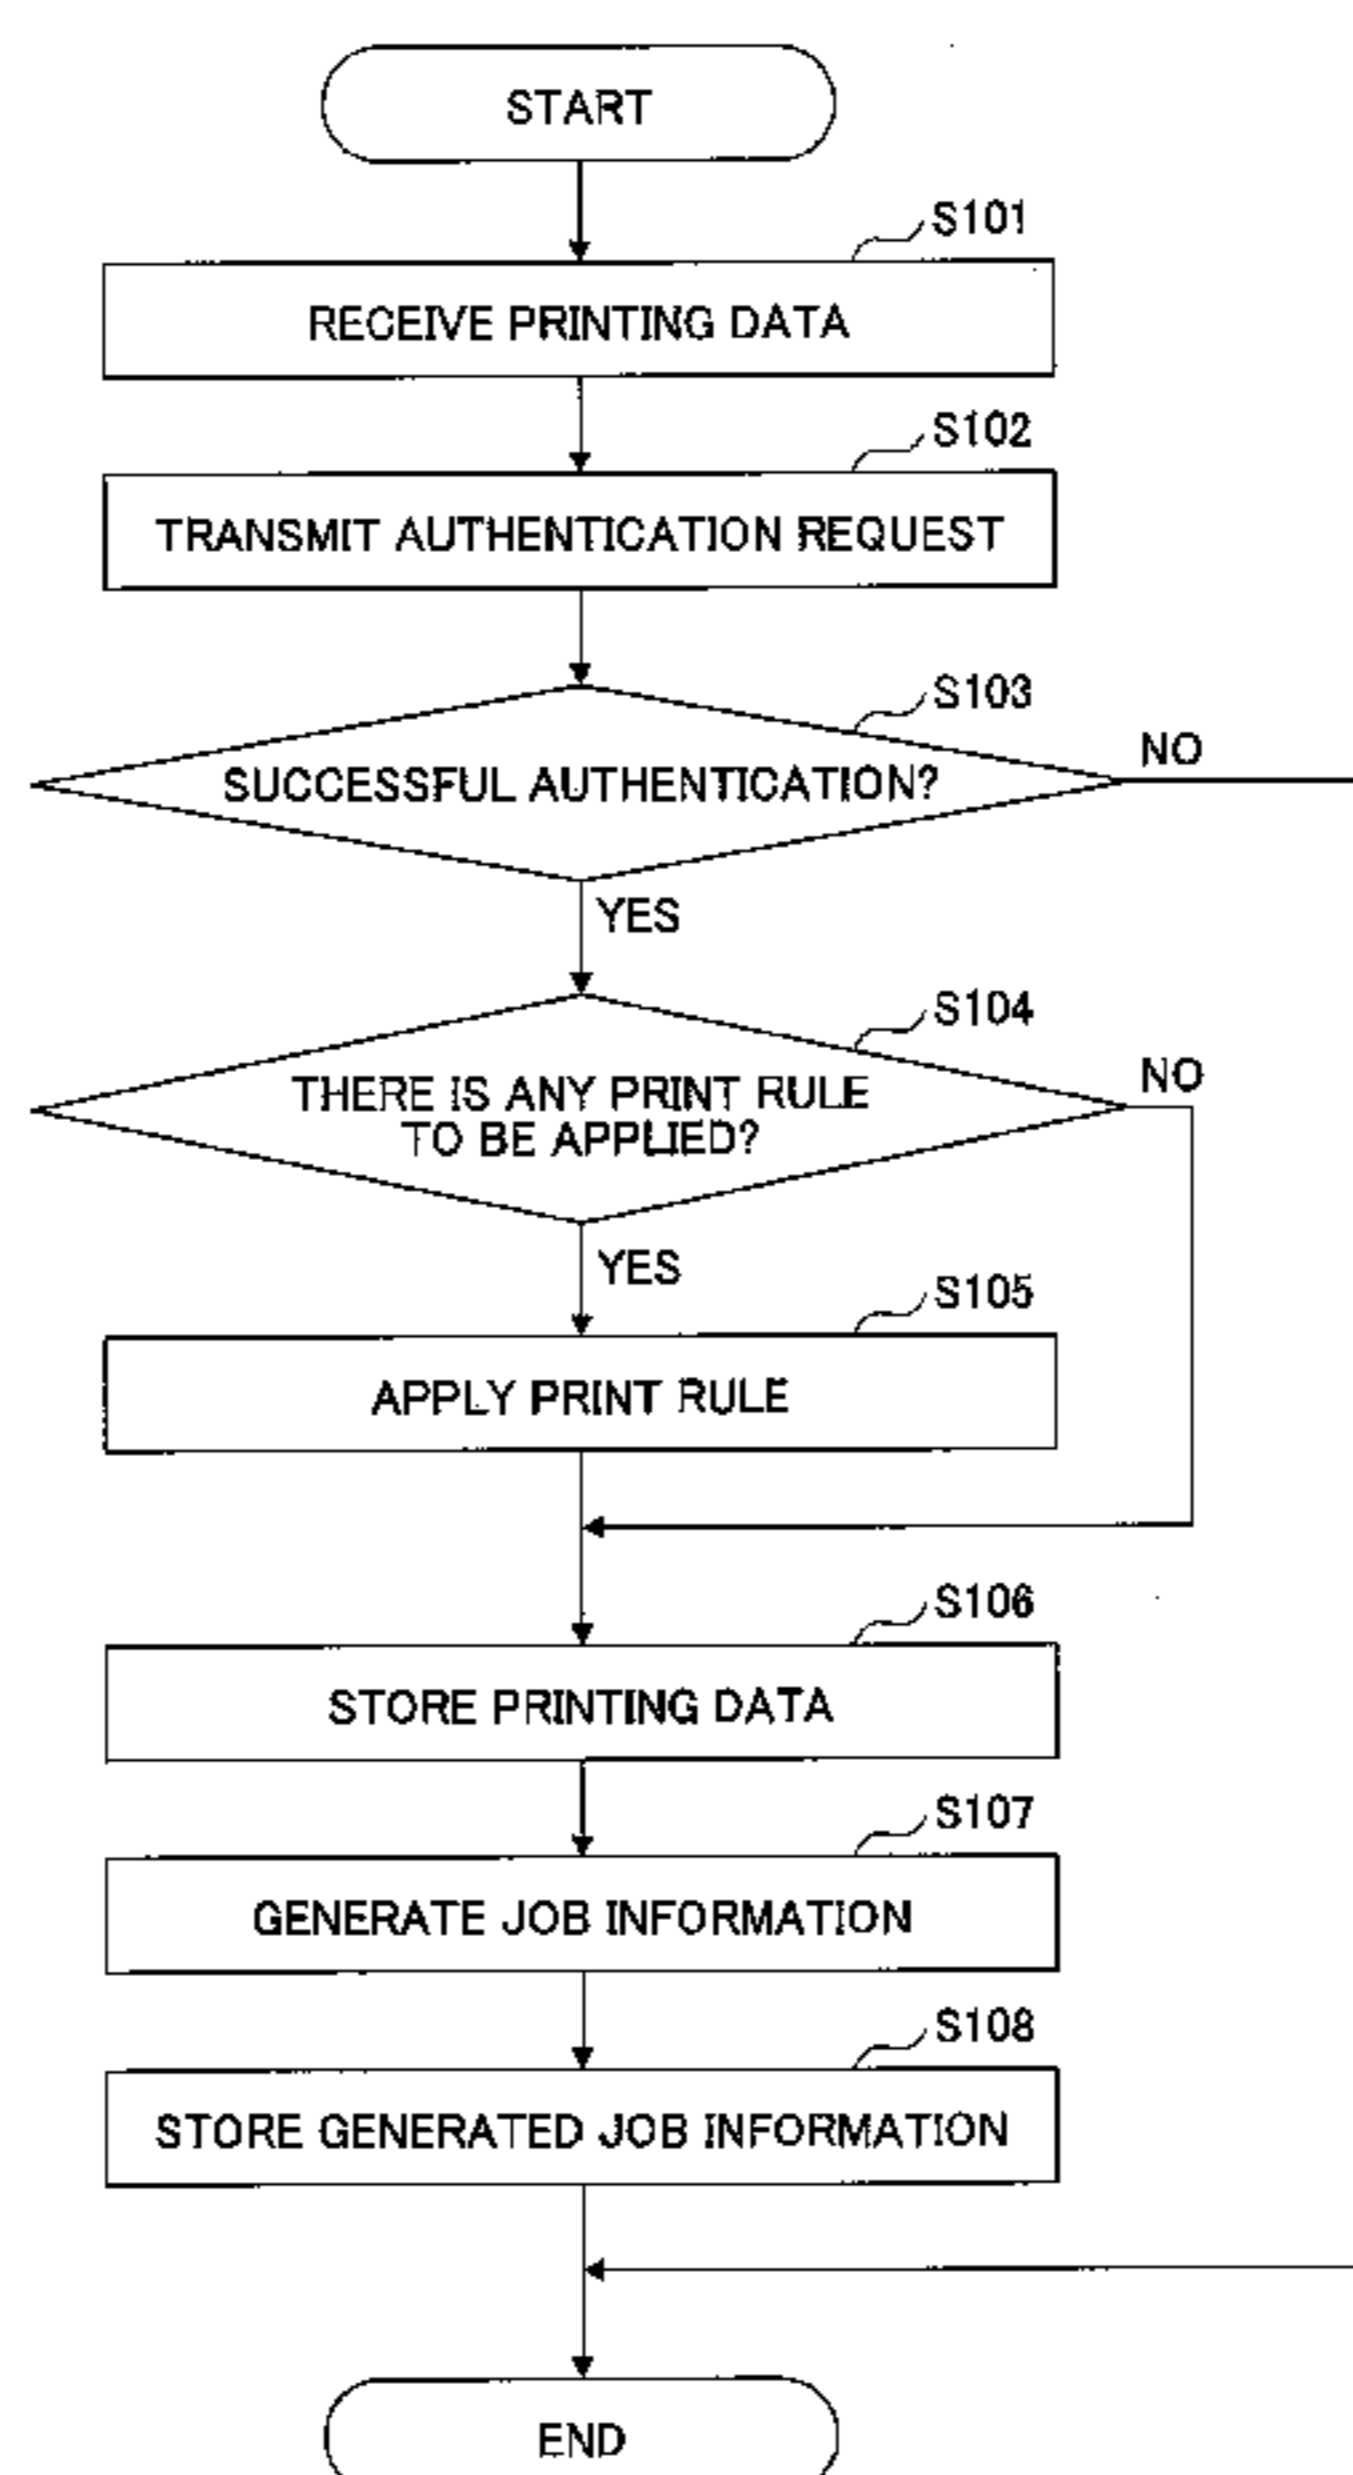 START
S101
RECEIVE PRINTING DATA
S102
TRANSMIT AUTHENTICATION REQUEST
S103
SUCCESSFUL AUTHENTICATION?
NO
YES
S104
THERE IS ANY PRINT RULE
TO BE APPLIED?
NO
YES
S105
APPLY PRINT RULE
S106
STORE PRINTING DATA
S107
GENERATE JOB INFORMATION
S108
STORE GENERATED JOB INFORMATION
END